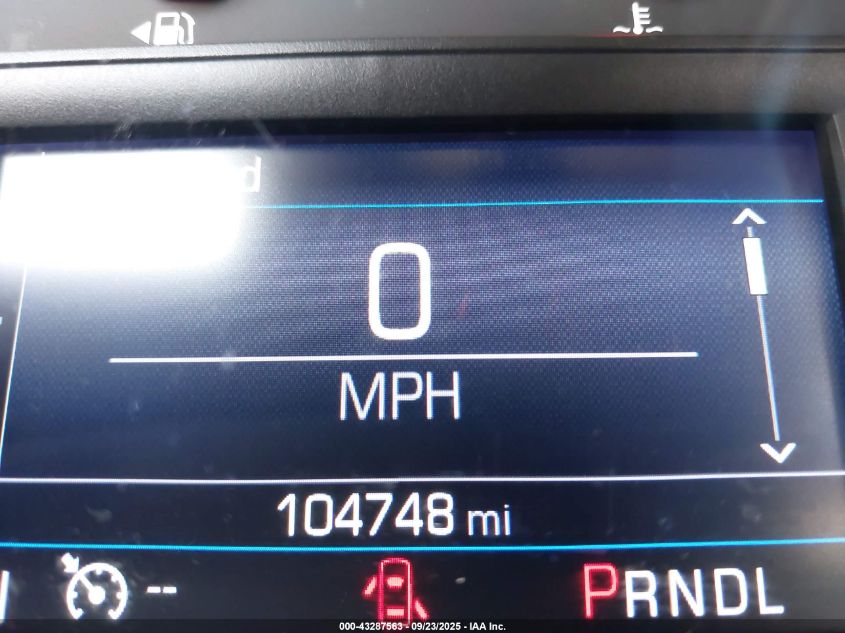 0
MPH
104748 mi
-- PRNDL
000-43287563 - 09/23/2025 - IAA Inc.